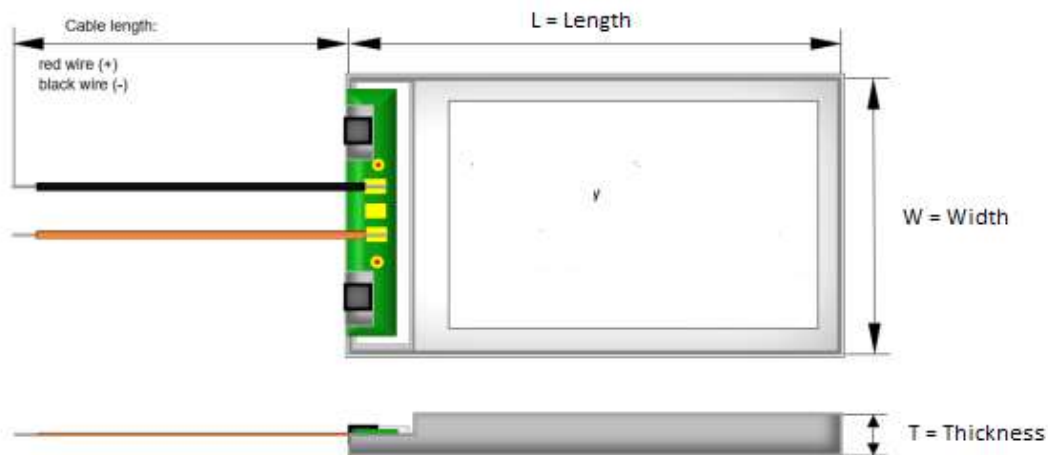 Cable length:
L = Length
red wire (+)
black wire (-)
y
W = Width
T = Thickness